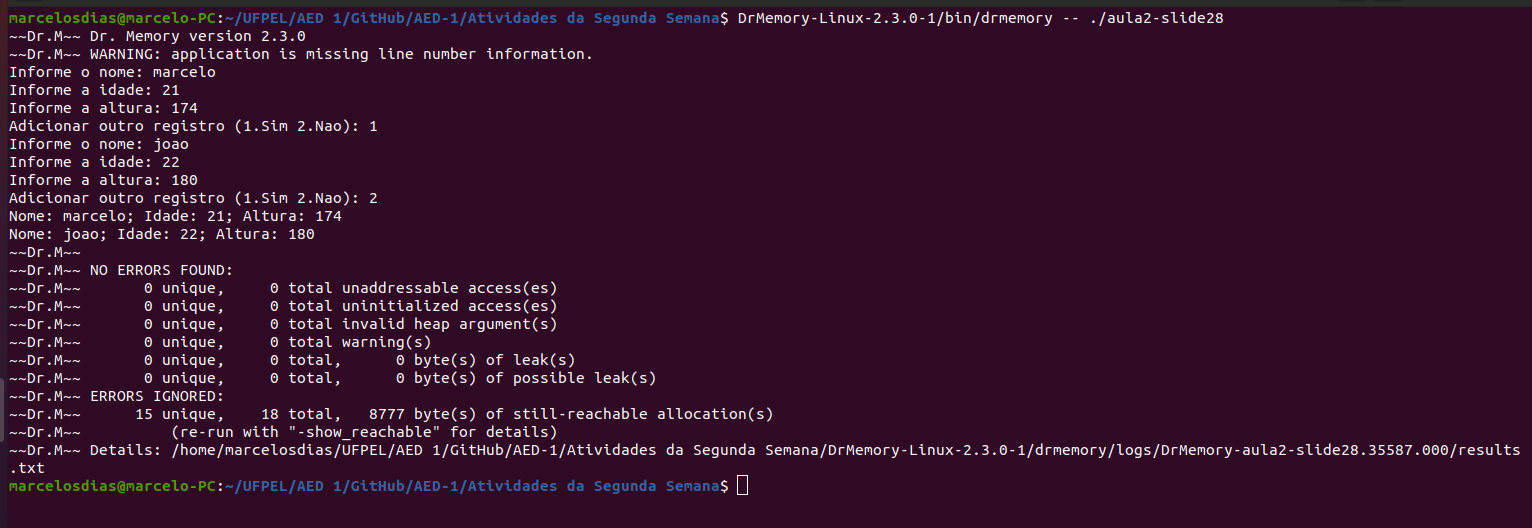 marcelosdias@marcelo-PC:~/UFPEL/AED 1/GitHub/AED-1/Atividades da Segunda Semana$ DrMemory-Linux-2.3.0-1/bin/drmemory -- ./aula2-slide28
~~Dr.M~~ Dr. Memory version 2.3.0
~~Dr.M~~ WARNING: application is missing line number information.
Informe o nome: marcelo
Informe a idade: 21
Informe a altura: 174
Adicionar outro registro (1.Sim 2.Nao): 1
Informe o nome: joao
Informe a idade: 22
Informe a altura: 180
Adicionar outro registro (1.Sim 2.Nao): 2
Nome: marcelo; Idade: 21; Altura: 174
Nome: joao; Idade: 22; Altura: 180
~~Dr.M~~
~~Dr.M~~ NO ERRORS FOUND:
~~Dr.M~~       0 unique,     0 total unaddressable access(es)
~~Dr.M~~       0 unique,     0 total uninitialized access(es)
~~Dr.M~~       0 unique,     0 total invalid heap argument(s)
~~Dr.M~~       0 unique,     0 total warning(s)
~~Dr.M~~       0 unique,     0 total,      0 byte(s) of leak(s)
~~Dr.M~~       0 unique,     0 total,      0 byte(s) of possible leak(s)
~~Dr.M~~ ERRORS IGNORED:
~~Dr.M~~      15 unique,    18 total,   8777 byte(s) of still-reachable allocation(s)
~~Dr.M~~          (re-run with "-show_reachable" for details)
~~Dr.M~~ Details: /home/marcelosdias/UFPEL/AED 1/GitHub/AED-1/Atividades da Segunda Semana/DrMemory-Linux-2.3.0-1/drmemory/logs/DrMemory-aula2-slide28.35587.000/results
.txt
marcelosdias@marcelo-PC:~/UFPEL/AED 1/GitHub/AED-1/Atividades da Segunda Semana$